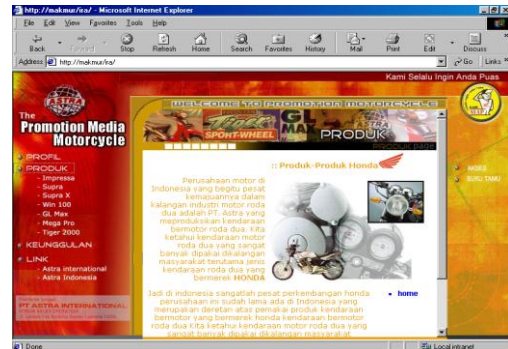 http://makmur/ira/ - Microsoft Internet Explorer
File Edit View Favorites Tools Help
Back Forward Stop Refresh Home Search Favorites History Mail Print Edit Discuss
Address http://makmur/ira/ Go Links
Kami Selalu Ingin Anda Puas
ASTRA
The
Promotion Media
Motorcycle
WELCOME TO PROMOTION MOTORCYCLE
SPORT-WHEEL
GL
MAX
ASTRA
PRODUK
PRODUK page
PROFIL
PRODUK
- Impressa
- Supra
- Supra X
- Win 100
- GL Max
- Mega Pro
- Tiger 2000
KEUNGGULAN
LINK
- Astra international
- Astra Indonesia
PT ASTRA INTERNATIONAL
:: Produk-Produk Honda
Perusahaan motor di
Indonesia yang begitu pesat
kemajuannya dalam
kalangan industri motor roda
dua adalah PT. Astra yang
meproduksikan kendaraan
bermotor roda dua. Kita
ketahui kendaraan motor
roda dua yang sangat
banyak dipakai dikalangan
masyarakat terutama jenis
kendaraan roda dua yang
bermerek HONDA
Jadi di indonesia sangatlah pesat perkembangan honda
perusahaan ini sudah lama ada di Indonesia yang
merupakan deretan atas pemakai produk kendaraan
bermotor yang bermerek honda kendaraan bermotor
roda dua Kita ketahui kendaraan motor roda dua yang
sangat banyak dipakai dikalangan masyarakat
home
BUKU TAMU
Done
Local intranet